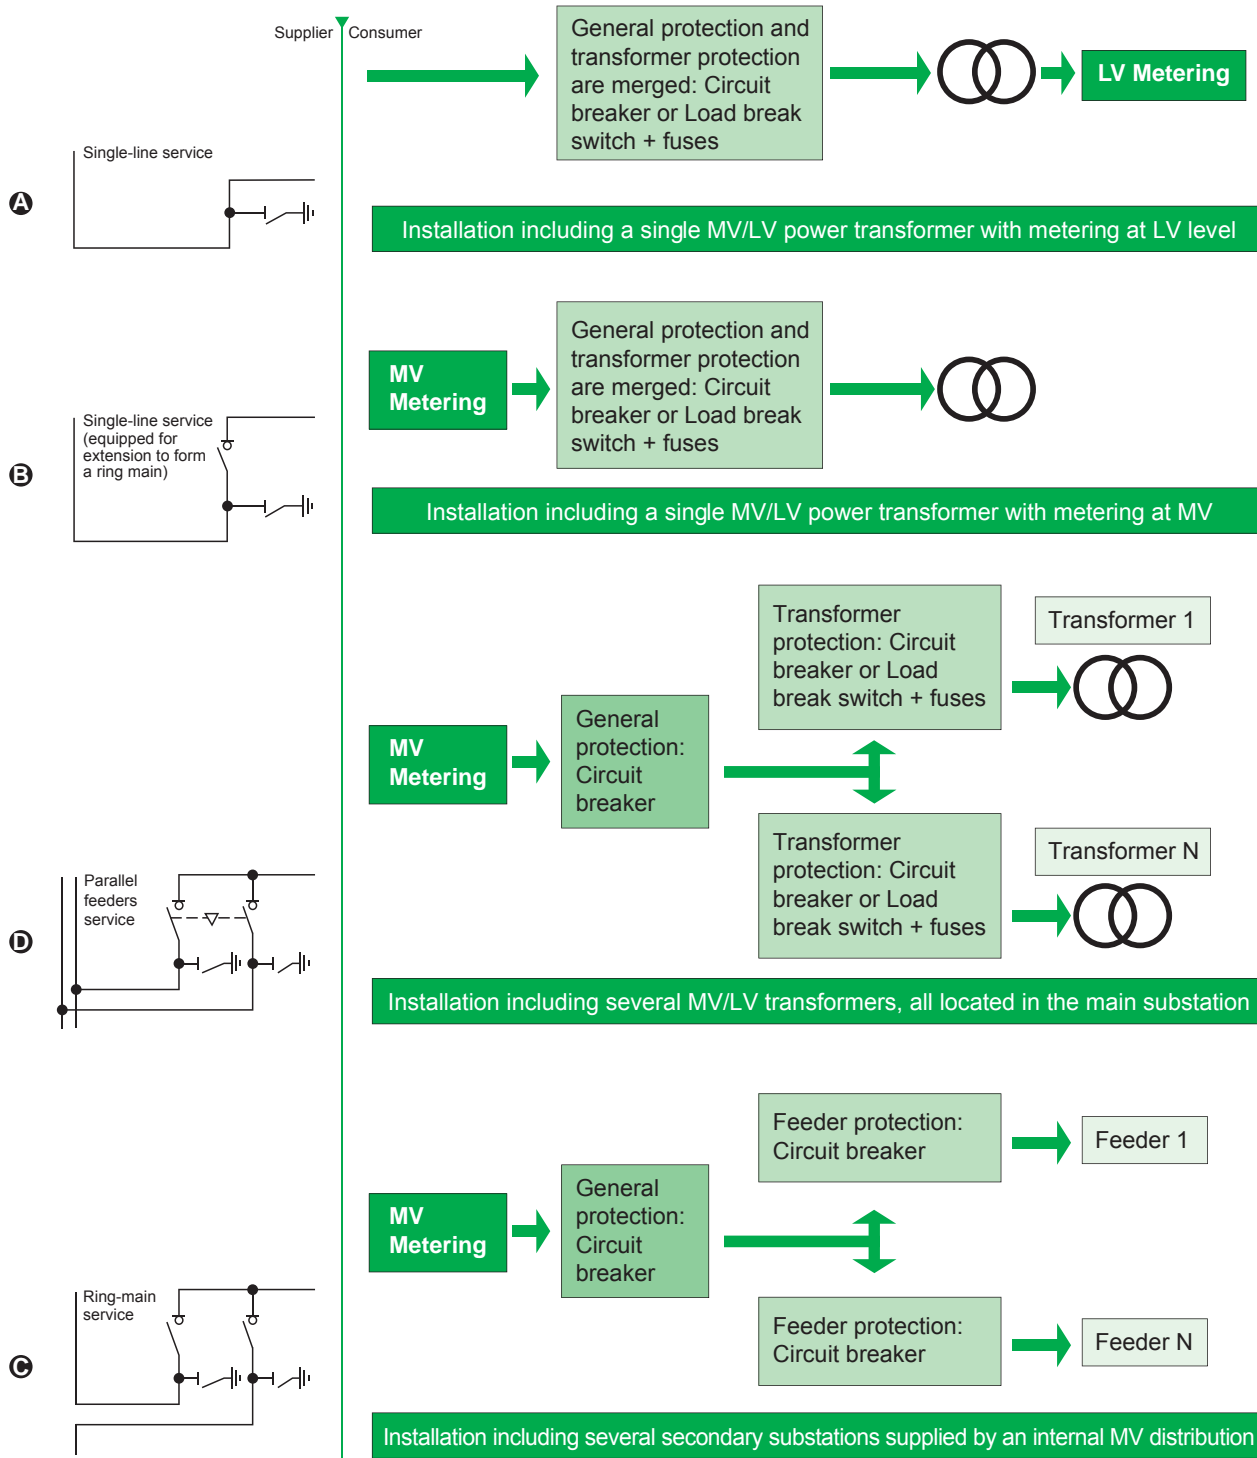 Supplier Consumer
General protection and
transformer protection
are merged: Circuit
breaker or Load break
switch + fuses
LV Metering
A
Single-line service
Installation including a single MV/LV power transformer with metering at LV level
B
Single-line service
(equipped for
extension to form
a ring main)
MV
Metering
General protection and
transformer protection
are merged: Circuit
breaker or Load break
switch + fuses
Installation including a single MV/LV power transformer with metering at MV
D
Parallel
feeders
service
MV
Metering
General
protection:
Circuit
breaker
Transformer
protection: Circuit
breaker or Load
break switch + fuses
Transformer 1
Transformer
protection: Circuit
breaker or Load
break switch + fuses
Transformer N
Installation including several MV/LV transformers, all located in the main substation
C
Ring-main
service
MV
Metering
General
protection:
Circuit
breaker
Feeder protection:
Circuit breaker
Feeder 1
Feeder protection:
Circuit breaker
Feeder N
Installation including several secondary substations supplied by an internal MV distribution